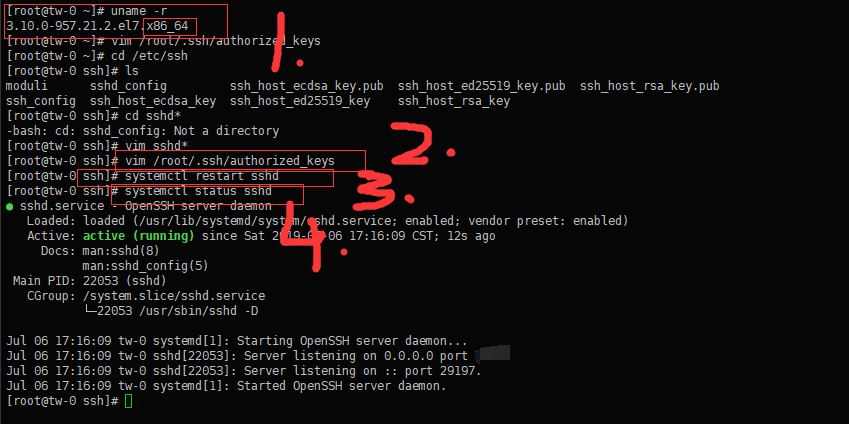 [root@tw-0 ~]# uname -r
3.10.0-957.21.2.el7.x86_64
[root@tw-0 ~]# vim /root/.ssh/authorized_keys
[root@tw-0 ~]# cd /etc/ssh
[root@tw-0 ssh]# ls
moduli sshd_config ssh_host_ecdsa_key.pub ssh_host_ed25519_key.pub ssh_host_rsa_key.pub
ssh_config ssh_host_ecdsa_key ssh_host_ed25519_key ssh_host_rsa_key
[root@tw-0 ssh]# cd sshd*
-bash: cd: sshd_config: Not a directory
[root@tw-0 ssh]# vim sshd*
[root@tw-0 ssh]# vim /root/.ssh/authorized_keys
[root@tw-0 ssh]# systemctl restart sshd
[root@tw-0 ssh]# systemctl status sshd
● sshd.service - OpenSSH server daemon
Loaded: loaded (/usr/lib/systemd/system/sshd.service; enabled; vendor preset: enabled)
Active: active (running) since Sat 2019-07-06 17:16:09 CST; 12s ago
Docs: man:sshd(8)
man:sshd_config(5)
Main PID: 22053 (sshd)
CGroup: /system.slice/sshd.service
└─22053 /usr/sbin/sshd -D
Jul 06 17:16:09 tw-0 systemd[1]: Starting OpenSSH server daemon...
Jul 06 17:16:09 tw-0 sshd[22053]: Server listening on 0.0.0.0 port
Jul 06 17:16:09 tw-0 sshd[22053]: Server listening on :: port 29197.
Jul 06 17:16:09 tw-0 systemd[1]: Started OpenSSH server daemon.
[root@tw-0 ssh]#
1.
2.
3.
4.